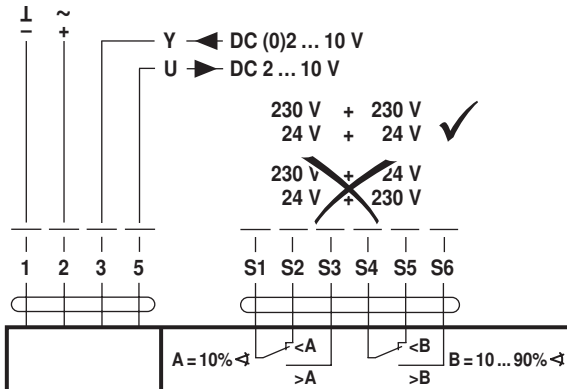 ⊥ ~
– +
Y DC (0)2 ... 10 V
U DC 2 ... 10 V
230 V + 230 V
24 V + 24 V
230 V + 24 V
24 V + 230 V
1 2 3 5 S1 S2 S3 S4 S5 S6
A = 10% ∢ <A >A <B >B B = 10 ... 90% ∢